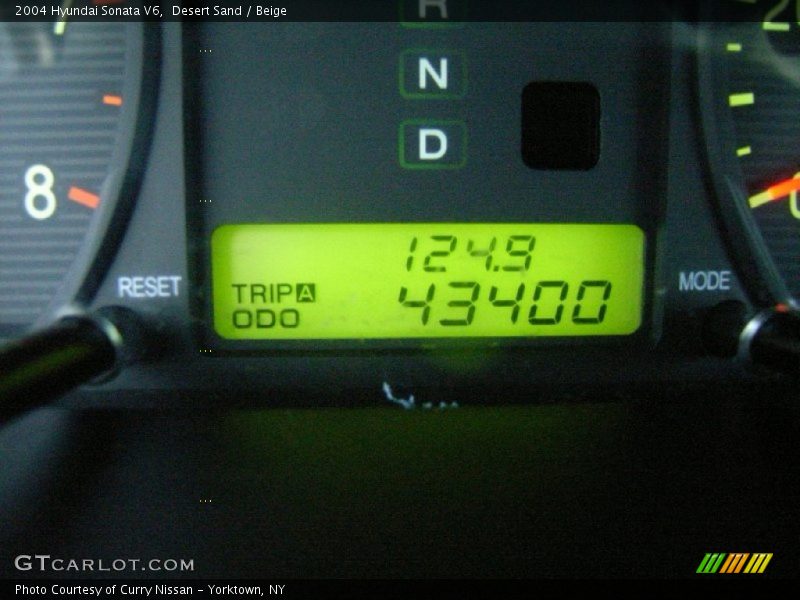 2004 Hyundai Sonata V6,  Desert Sand / Beige
R
N
D
8
124.9
RESET
TRIP A
MODE
ODO
43400
GTCARLOT.COM
Photo Courtesy of Curry Nissan - Yorktown, NY